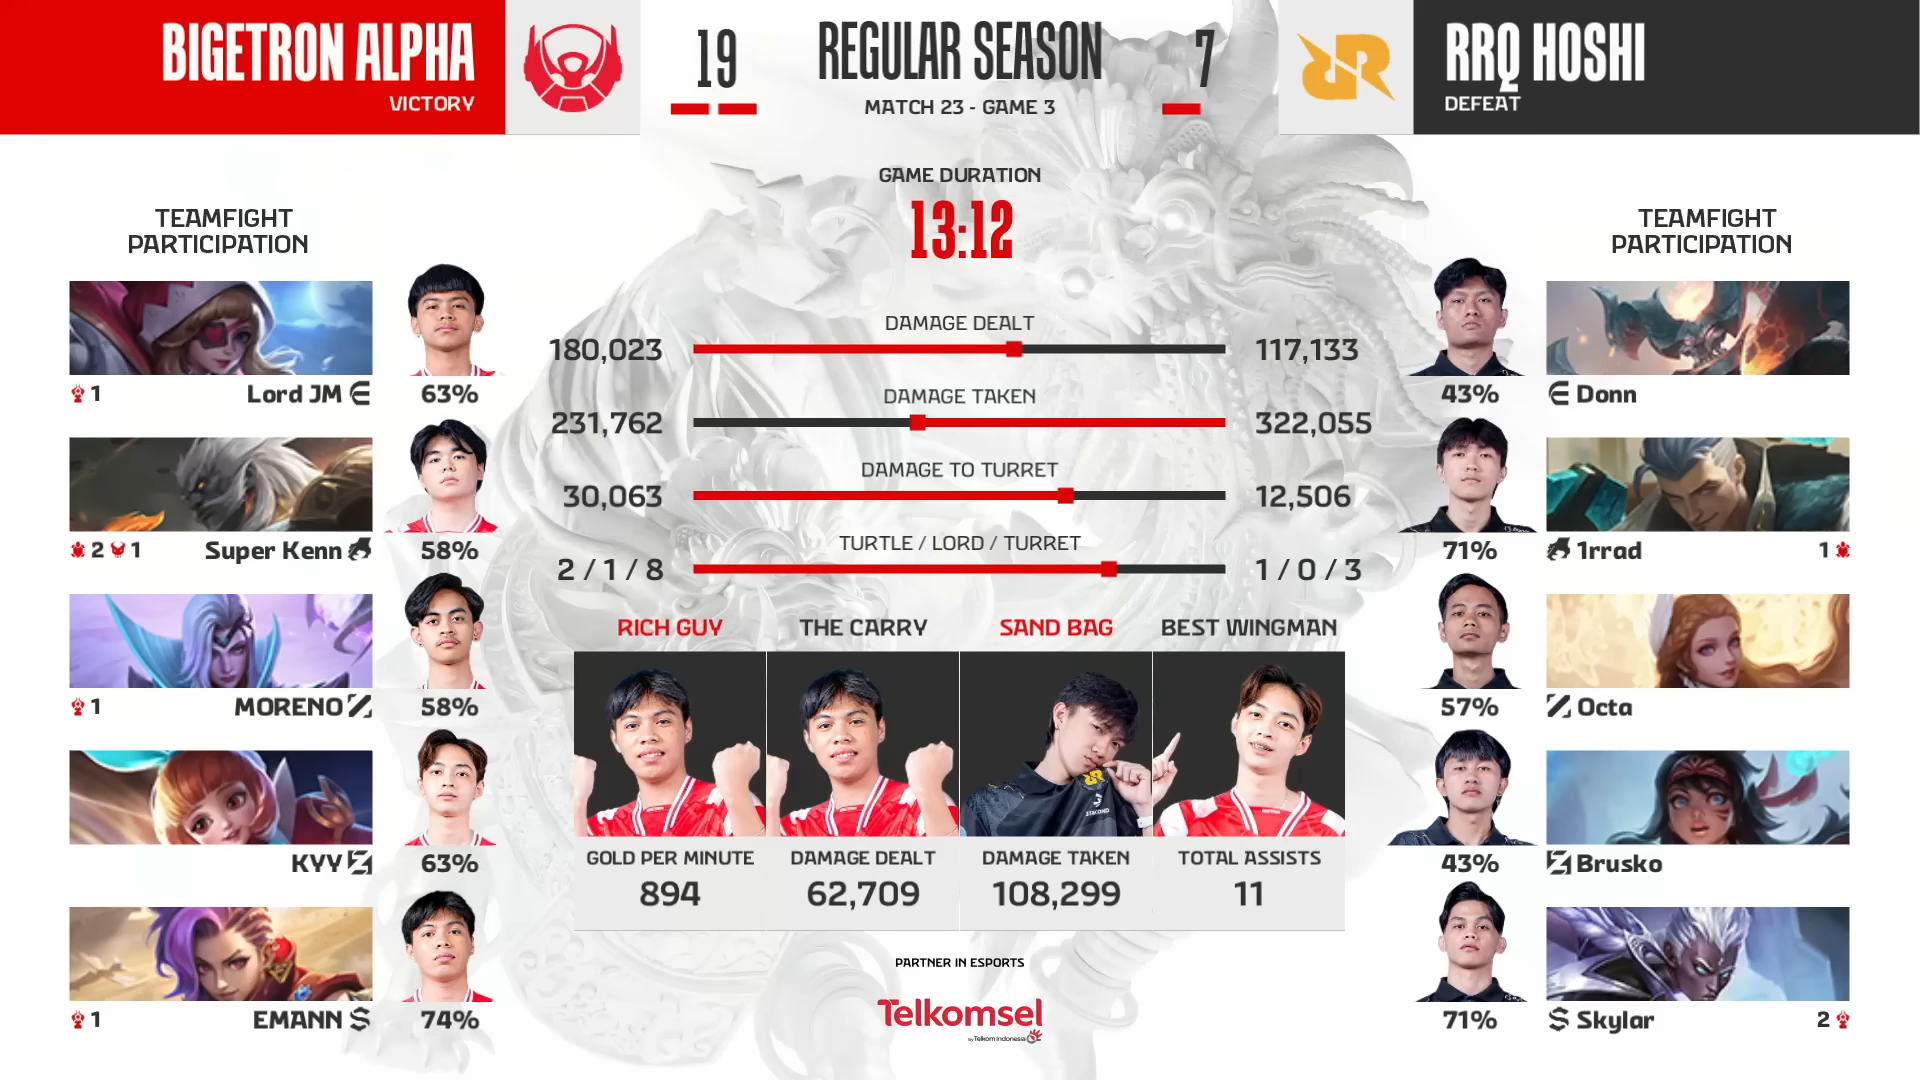 BIGETRON ALPHA
VICTORY
19
REGULAR SEASON
MATCH 23 - GAME 3
7
RRQ HOSHI
DEFEAT
GAME DURATION
13:12
TEAMFIGHT
PARTICIPATION
1 Lord JM 63%
2 1 Super Kenn 58%
1 MORENO 58%
KYY 63%
1 EMANN 74%
DAMAGE DEALT
180,023 117,133
DAMAGE TAKEN
231,762 322,055
DAMAGE TO TURRET
30,063 12,506
TURTLE / LORD / TURRET
2 / 1 / 8 1 / 0 / 3
RICH GUY THE CARRY SAND BAG BEST WINGMAN
GOLD PER MINUTE DAMAGE DEALT DAMAGE TAKEN TOTAL ASSISTS
894 62,709 108,299 11
PARTNER IN ESPORTS
Telkomsel
by Telkom Indonesia
TEAMFIGHT
PARTICIPATION
43% Donn
71% 1rrad 1
57% Octa
43% Brusko
71% Skylar 2